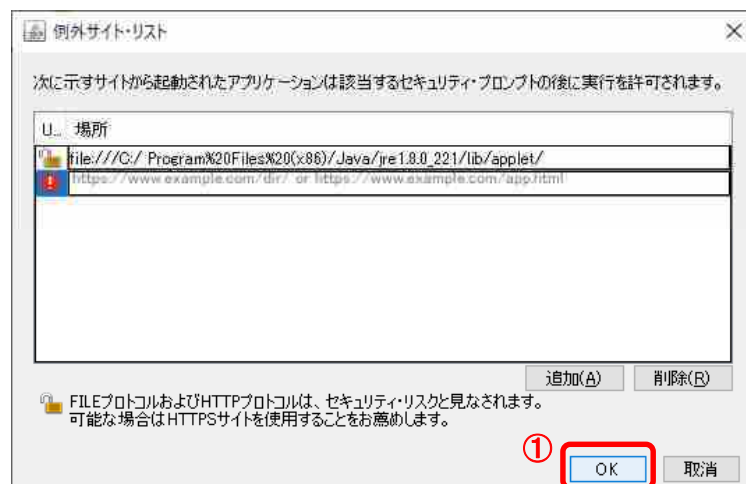 例外サイト・リスト
次に示すサイトから起動されたアプリケーションは該当するセキュリティ・プロンプトの後に実行を許可されます。
U... 場所
file:///C:/ Program%20Files%20(x86)/Java/jre1.8.0_221/lib/applet/
https://www.example.com/dir/ or https://www.example.com/app.html
追加(A) 削除(R)
FILEプロトコルおよびHTTPプロトコルは、セキュリティ・リスクと見なされます。
可能な場合はHTTPSサイトを使用することをお薦めします。
①
OK 取消